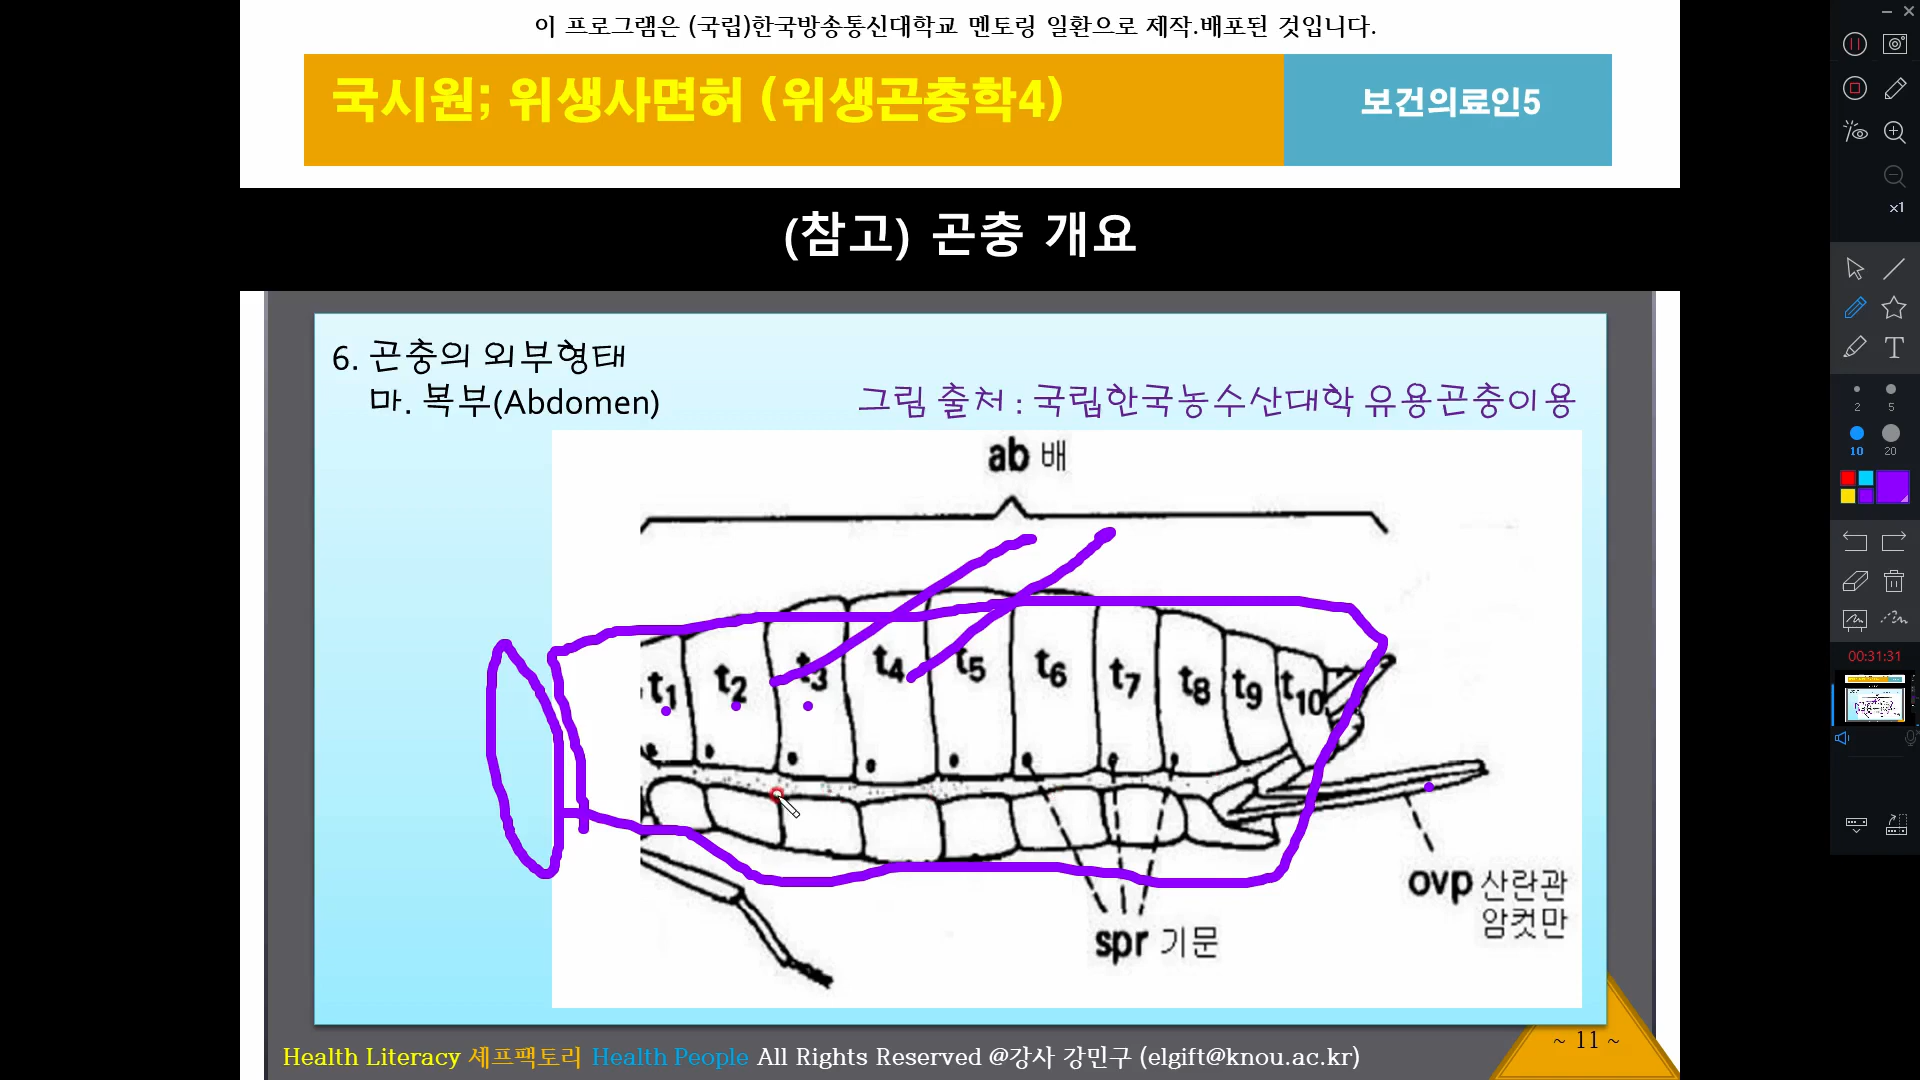 이 프로그램은 (국립)한국방송통신대학교 멘토링 일환으로 제작.배포된 것입니다.
국시원; 위생사면허 (위생곤충학4)
보건의료인5
(참고) 곤충 개요
6. 곤충의 외부형태
마. 복부(Abdomen)
그림 출처 : 국립한국농수산대학 유용곤충이용
ab 배
t1 t2 t3 t4 t5 t6 t7 t8 t9 t10
ovp 산란관
암컷만
spr 기문
Health Literacy 셰프팩토리 Health People All Rights Reserved @강사 강민구 (elgift@knou.ac.kr)
~ 11 ~
x1
T
2 5
10 20
00:31:31